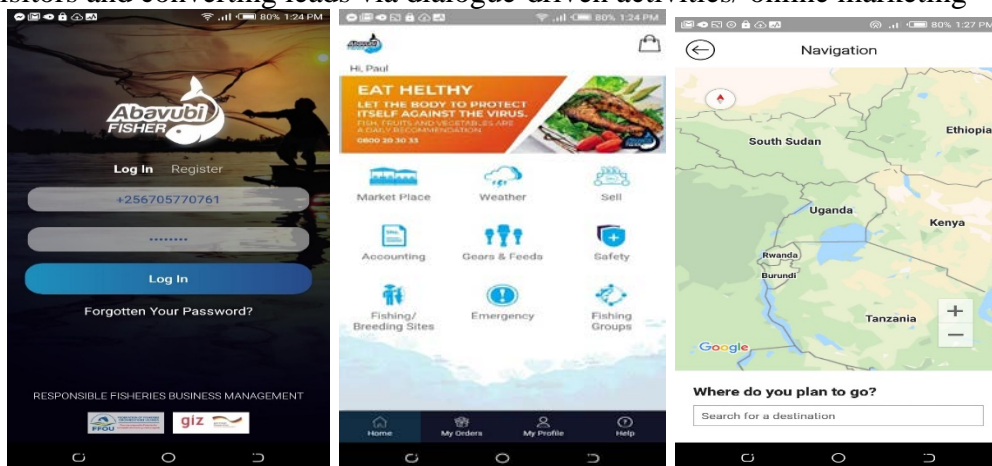 isitors and converting leads via dialogue-driven activities/ online marketing
80% 1:24 PM
Abavubi
FISHER
Log In Register
+256705770761
Log In
Forgotten Your Password?
RESPONSIBLE FISHERIES BUSINESS MANAGEMENT
FFOU
giz
80% 1:24 PM
Abavubi
Hi, Paul
EAT HELTHY
LET THE BODY TO PROTECT
ITSELF AGAINST THE VIRUS.
FISH, FRUITS AND VEGETABLES ARE
A DAILY RECOMMENDATION
0800 20 30 33
Market Place Weather Sell
Accounting Gears & Feeds Safety
Fishing/
Breeding Sites
Emergency
Fishing
Groups
Home My Orders My Profile Help
80% 1:27 PM
Navigation
South Sudan
Ethiopia
Uganda
Kenya
Rwanda
Burundi
Tanzania
+
−
Google
Where do you plan to go?
Search for a destination